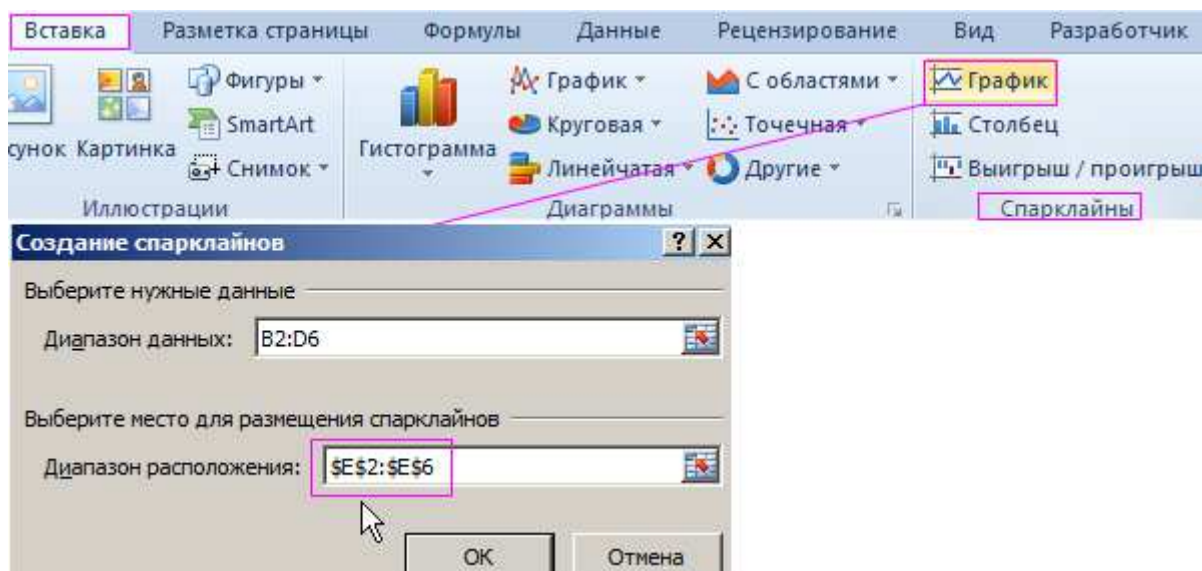 Вставка Разметка страницы Формулы Данные Рецензирование Вид Разработчик
Фигуры График С областями График
SmartArt Круговая Точечная Столбец
сунок Картинка Снимок Гистограмма Линейчатая Другие Выигрыш / проигрыш
Иллюстрации Диаграммы Спарклайны
Создание спарклайнов ? X
Выберите нужные данные
Диапазон данных: B2:D6
Выберите место для размещения спарклайнов
Диапазон расположения: $E$2:$E$6
ОК Отмена